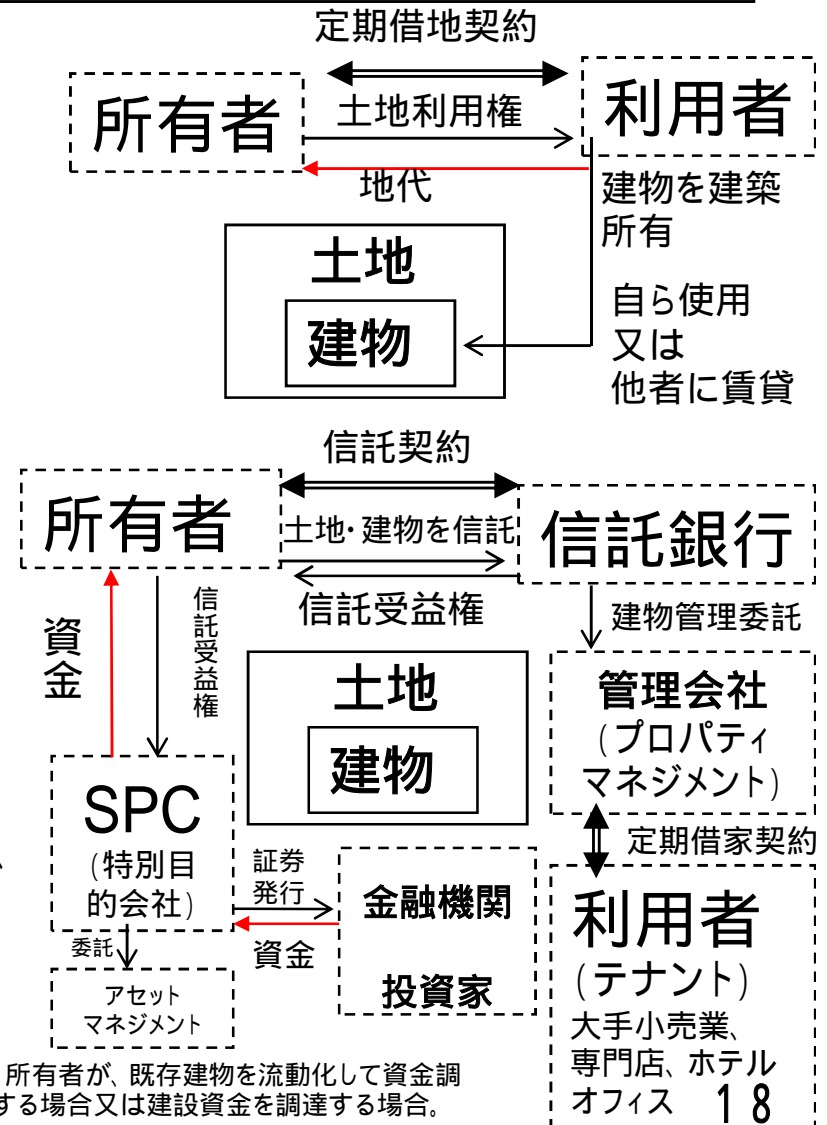 定期借地契約
所有者
土地利用権
利用者
地代
建物を建築
所有
土地
建物
自ら使用
又は
他者に賃貸
信託契約
所有者
土地・建物を信託
信託銀行
信託受益権
資金
信託受益権
建物管理委託
土地
建物
管理会社
(プロパティ
マネジメント)
定期借家契約
SPC
(特別目
的会社)
証券
発行
資金
金融機関
投資家
委託
アセット
マネジメント
利用者
(テナント)
大手小売業、
専門店、ホテル
オフィス
所有者が、既存建物を流動化して資金調
する場合又は建設資金を調達する場合。
18